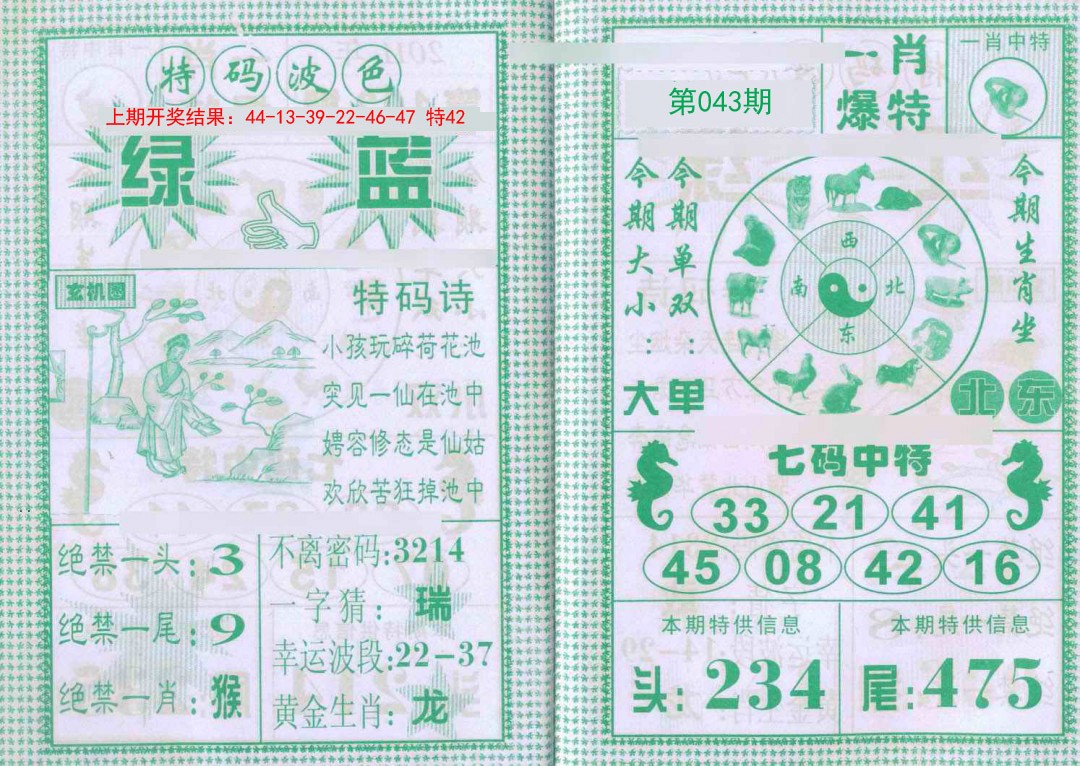 特码波色
上期开奖结果：44-13-39-22-46-47 特42
绿 蓝
玄机图
特码诗
小孩玩碎荷花池
突见一仙在池中
娉容修态是仙姑
欢欣苦狂掉池中
绝禁一头：3
绝禁一尾：9
绝禁一肖：猴
不离密码:3214
一字猜：瑞
幸运波段:22-37
黄金生肖:龙
第043期
一肖
爆特
一肖中特
今期大小：大
今期单双：单
西
南 北
东
今期生肖坐
北东
七码中特
33 21 41
45 08 42 16
本期特供信息
头:234
本期特供信息
尾:475